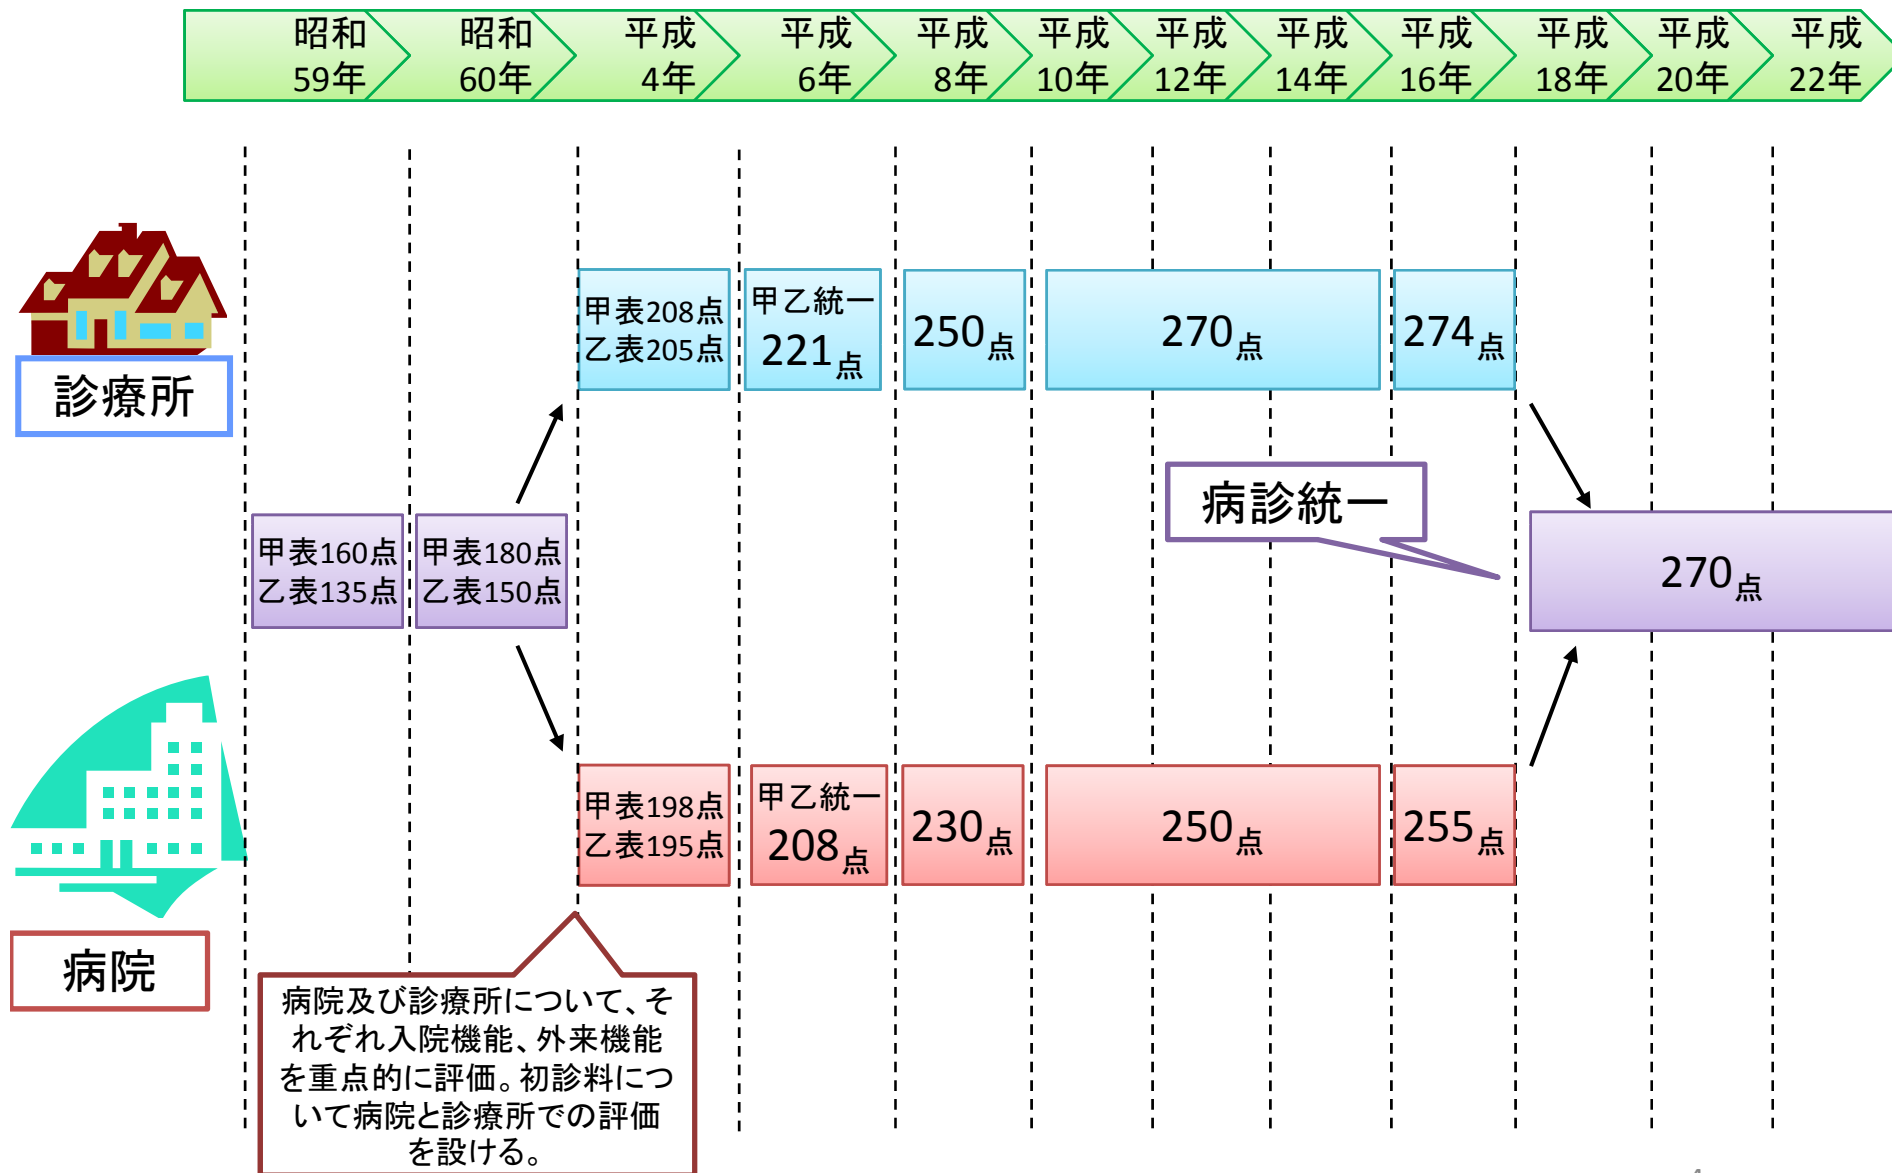 昭和
59年
昭和
60年
平成
4年
平成
6年
平成
8年
平成
10年
平成
12年
平成
14年
平成
16年
平成
18年
平成
20年
平成
22年
診療所
甲表208点
乙表205点
甲乙統一
221点
250点
270点
274点
病診統一
甲表160点
乙表135点
甲表180点
乙表150点
270点
病院
甲表198点
乙表195点
甲乙統一
208点
230点
250点
255点
病院及び診療所について、そ
れぞれ入院機能、外来機能
を重点的に評価。初診料につ
いて病院と診療所での評価
を設ける。